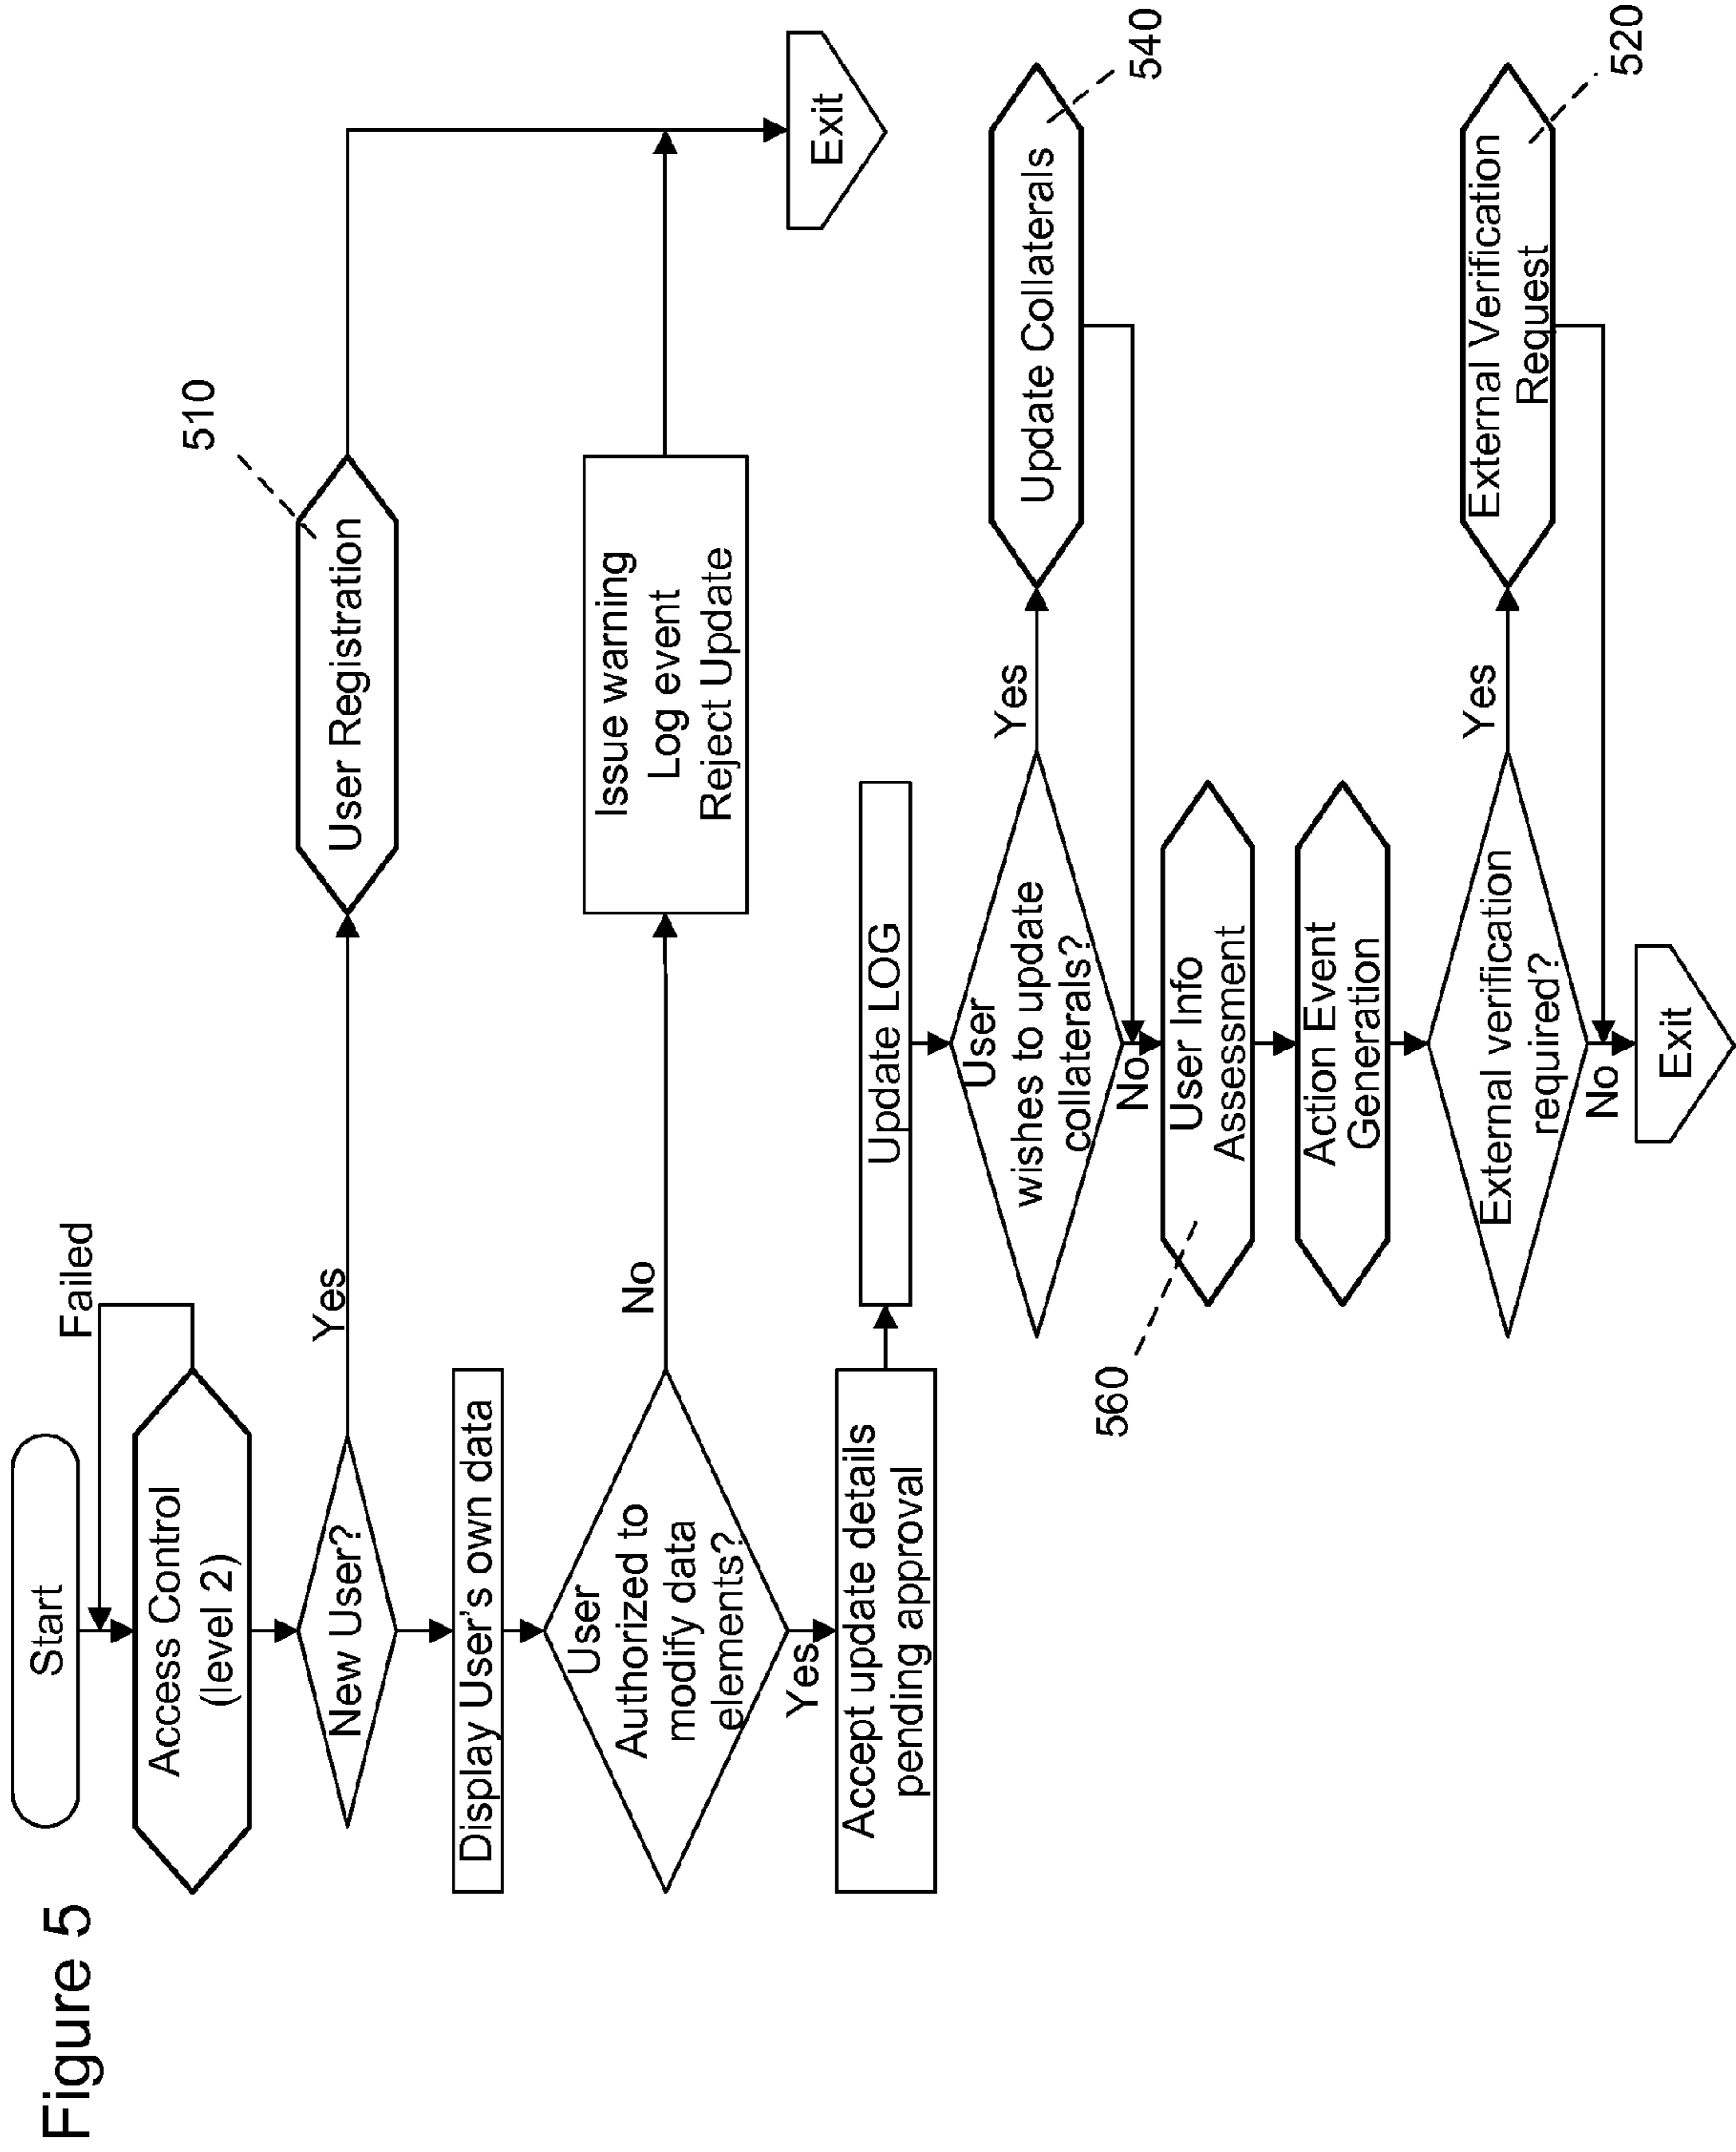 Figure 5
Start
Failed
Access Control
(level 2)
New User?
Yes
User Registration
510
Display User's own data
User
Authorized to
modify data
elements?
No
Issue warning
Log event
Reject Update
Exit
Yes
Accept update details
pending approval
Update LOG
User
wishes to update
collaterals?
Yes
Update Collaterals
540
No
User Info
Assessment
560
Action Event
Generation
External verification
required?
Yes
External Verification
Request
520
No
Exit